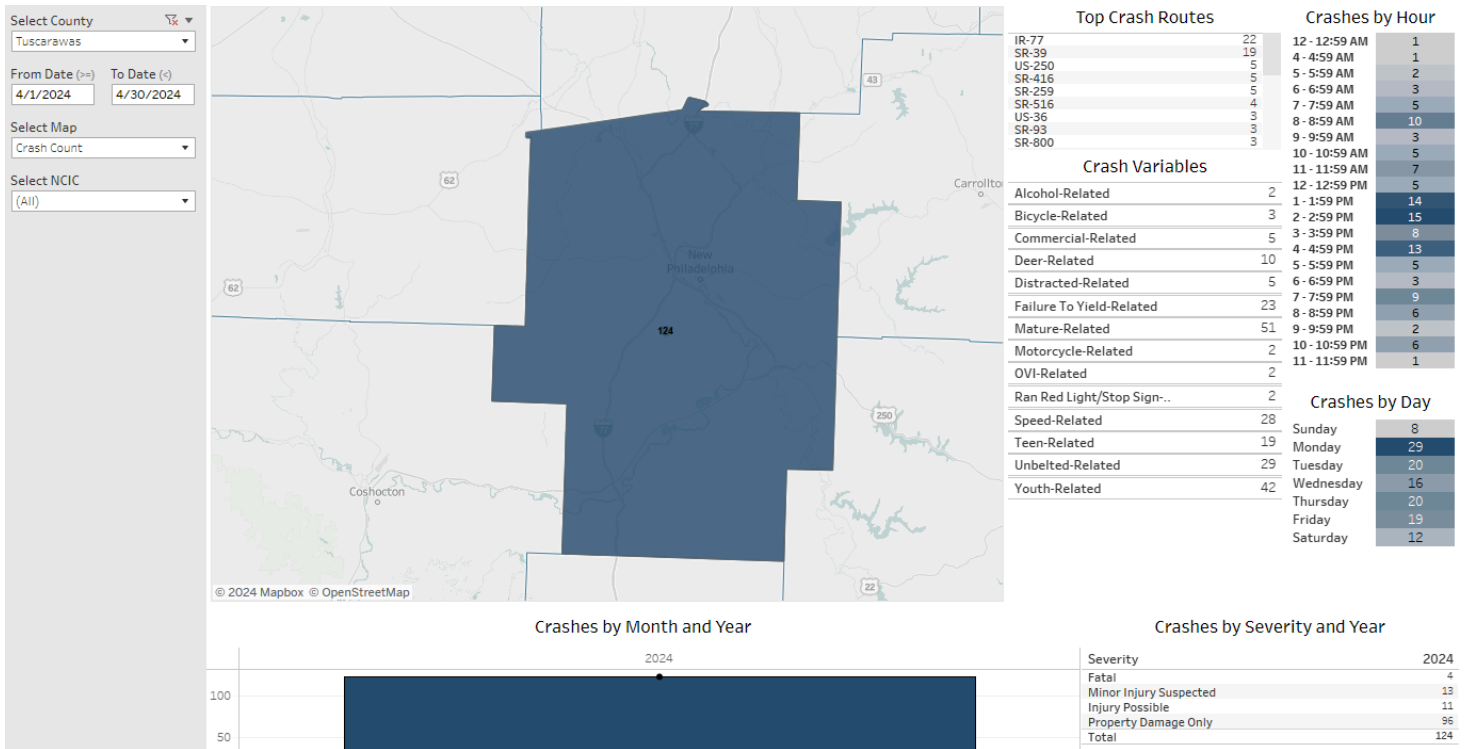 Select County
Tuscarawas
From Date (>=) To Date (<)
4/1/2024 4/30/2024
Select Map
Crash Count
Select NCIC
(All)
43
62
77
Carrollto
New
Philadelphia
62
124
250
77
Coshocton
22
© 2024 Mapbox © OpenStreetMap
Top Crash Routes
IR-77 22
SR-39 19
US-250 5
SR-416 5
SR-259 5
SR-516 4
US-36 3
SR-93 3
SR-800 3
Crash Variables
Alcohol-Related 2
Bicycle-Related 3
Commercial-Related 5
Deer-Related 10
Distracted-Related 5
Failure To Yield-Related 23
Mature-Related 51
Motorcycle-Related 2
OVI-Related 2
Ran Red Light/Stop Sign-.. 2
Speed-Related 28
Teen-Related 19
Unbelted-Related 29
Youth-Related 42
Crashes by Hour
12 - 12:59 AM 1
4 - 4:59 AM 1
5 - 5:59 AM 2
6 - 6:59 AM 3
7 - 7:59 AM 5
8 - 8:59 AM 10
9 - 9:59 AM 3
10 - 10:59 AM 5
11 - 11:59 AM 7
12 - 12:59 PM 5
1 - 1:59 PM 14
2 - 2:59 PM 15
3 - 3:59 PM 8
4 - 4:59 PM 13
5 - 5:59 PM 5
6 - 6:59 PM 3
7 - 7:59 PM 9
8 - 8:59 PM 6
9 - 9:59 PM 2
10 - 10:59 PM 6
11 - 11:59 PM 1
Crashes by Day
Sunday 8
Monday 29
Tuesday 20
Wednesday 16
Thursday 20
Friday 19
Saturday 12
Crashes by Month and Year
2024
100
50
Crashes by Severity and Year
Severity 2024
Fatal 4
Minor Injury Suspected 13
Injury Possible 11
Property Damage Only 96
Total 124